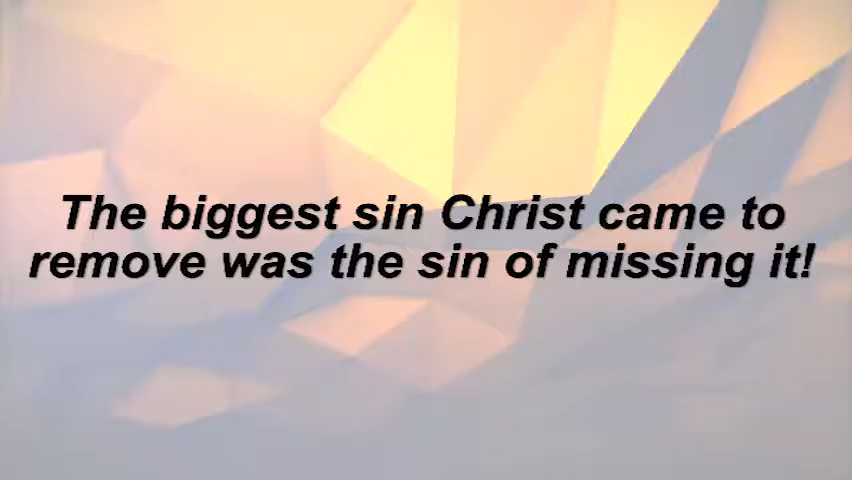 The biggest sin Christ came to
remove was the sin of missing it!